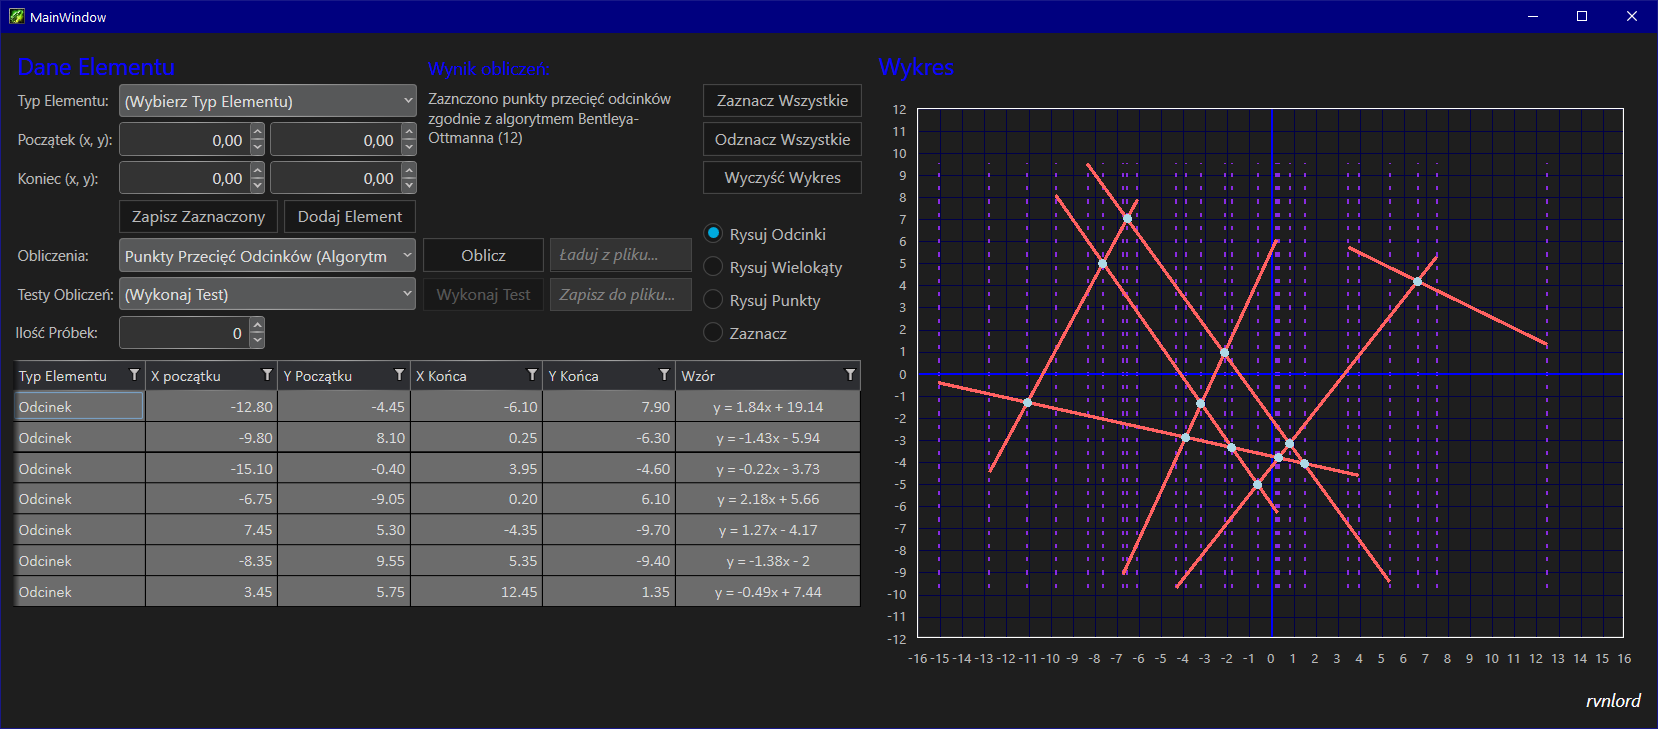 MainWindow
Dane Elementu
Typ Elementu: (Wybierz Typ Elementu)
Początek (x, y): 0,00 0,00
Koniec (x, y): 0,00 0,00
Zapisz Zaznaczony Dodaj Element
Obliczenia: Punkty Przecięć Odcinków (Algorytm
Testy Obliczeń: (Wykonaj Test)
Ilość Próbek: 0
Wynik obliczeń:
Zaznczono punkty przecięć odcinków
zgodnie z algorytmem Bentleya-
Ottmanna (12)
Oblicz Ładuj z pliku...
Wykonaj Test Zapisz do pliku...
Zaznacz Wszystkie
Odznacz Wszystkie
Wyczyść Wykres
Rysuj Odcinki
Rysuj Wielokąty
Rysuj Punkty
Zaznacz
Typ Elementu X początku Y Początku X Końca Y Końca Wzór
Odcinek -12.80 -4.45 -6.10 7.90 y = 1.84x + 19.14
Odcinek -9.80 8.10 0.25 -6.30 y = -1.43x - 5.94
Odcinek -15.10 -0.40 3.95 -4.60 y = -0.22x - 3.73
Odcinek -6.75 -9.05 0.20 6.10 y = 2.18x + 5.66
Odcinek 7.45 5.30 -4.35 -9.70 y = 1.27x - 4.17
Odcinek -8.35 9.55 5.35 -9.40 y = -1.38x - 2
Odcinek 3.45 5.75 12.45 1.35 y = -0.49x + 7.44
Wykres
12
11
10
9
8
7
6
5
4
3
2
1
0
-1
-2
-3
-4
-5
-6
-7
-8
-9
-10
-11
-12
-16 -15 -14 -13 -12 -11 -10 -9 -8 -7 -6 -5 -4 -3 -2 -1 0 1 2 3 4 5 6 7 8 9 10 11 12 13 14 15 16
rvnlord